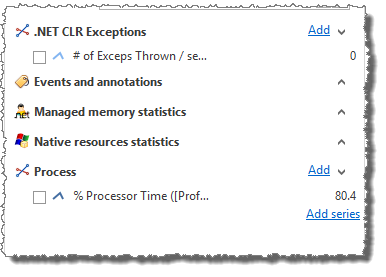 .NET CLR Exceptions Add
# of Exceps Thrown / se... 0
Events and annotations
Managed memory statistics
Native resources statistics
Process Add
% Processor Time ([Prof... 80.4
Add series